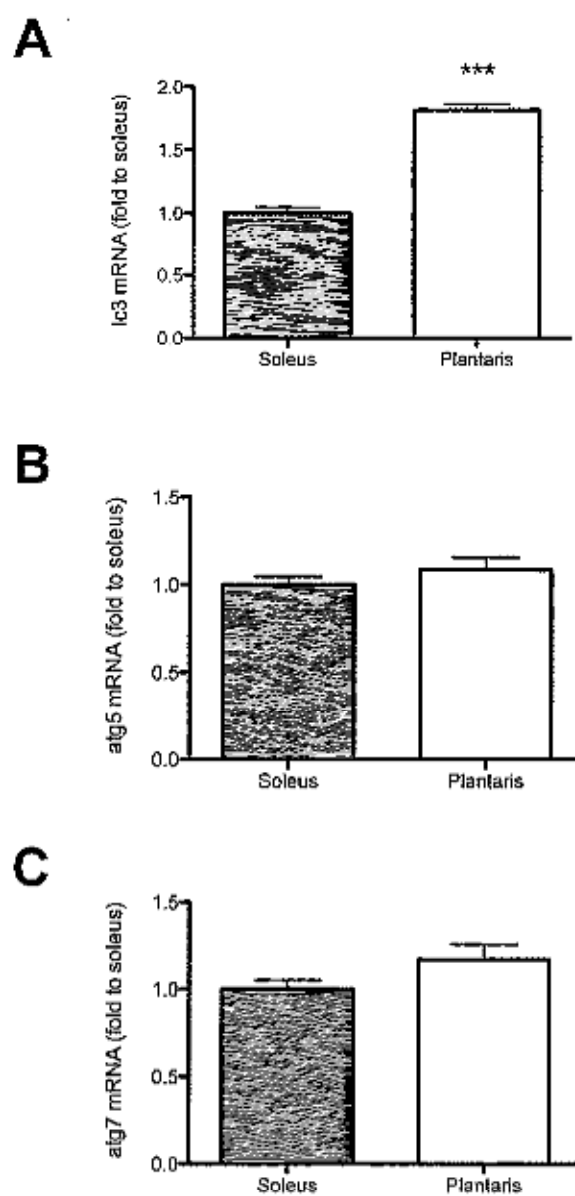 A
***
lc3 mRNA (fold to soleus)
2.0
1.5
1.0
0.5
0.0
Soleus Plantaris
B
atg5 mRNA (fold to soleus)
1.5
1.0
0.5
0.0
Soleus Plantaris
C
atg7 mRNA (fold to soleus)
1.5
1.0
0.5
0.0
Soleus Plantaris